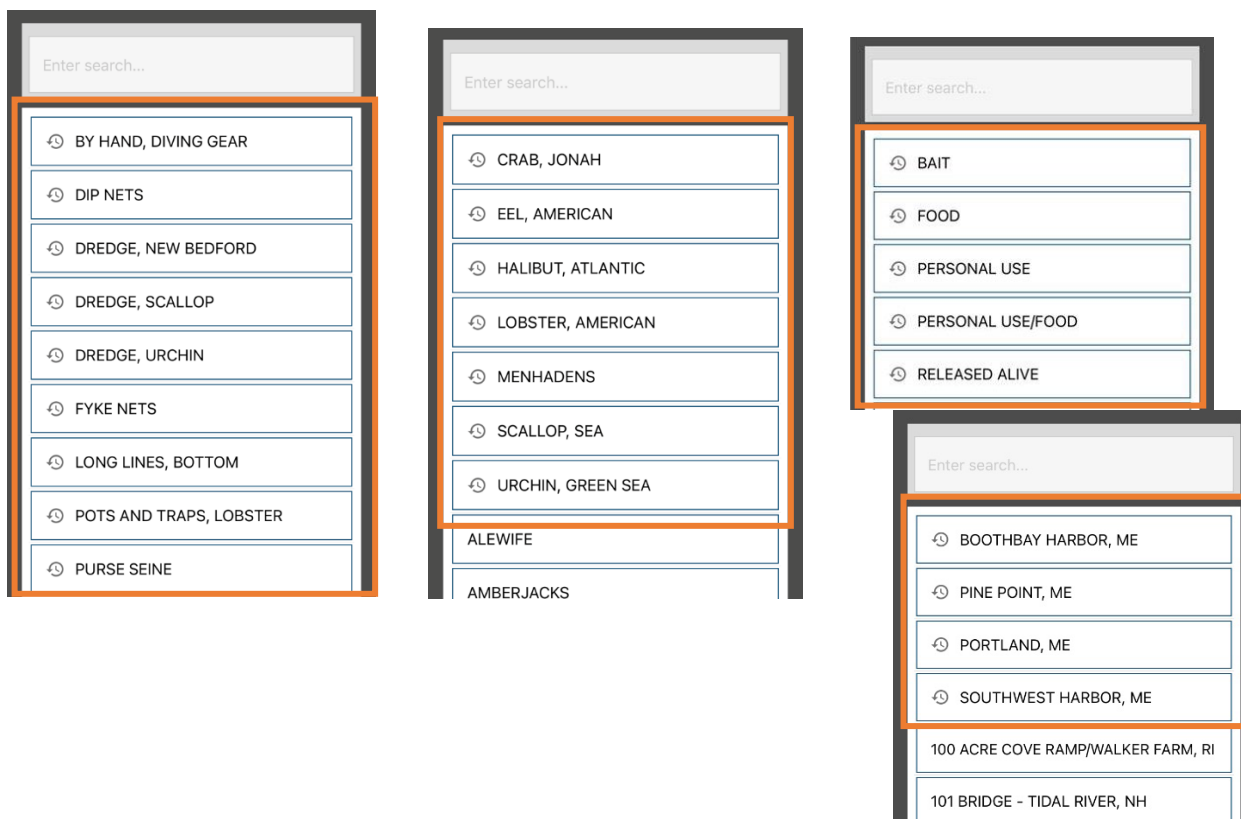 Enter search...
BY HAND, DIVING GEAR
DIP NETS
DREDGE, NEW BEDFORD
DREDGE, SCALLOP
DREDGE, URCHIN
FYKE NETS
LONG LINES, BOTTOM
POTS AND TRAPS, LOBSTER
PURSE SEINE
Enter search...
CRAB, JONAH
EEL, AMERICAN
HALIBUT, ATLANTIC
LOBSTER, AMERICAN
MENHADENS
SCALLOP, SEA
URCHIN, GREEN SEA
ALEWIFE
AMBERJACKS
Enter search...
BAIT
FOOD
PERSONAL USE
PERSONAL USE/FOOD
RELEASED ALIVE
Enter search...
BOOTHBAY HARBOR, ME
PINE POINT, ME
PORTLAND, ME
SOUTHWEST HARBOR, ME
100 ACRE COVE RAMP/WALKER FARM, RI
101 BRIDGE - TIDAL RIVER, NH